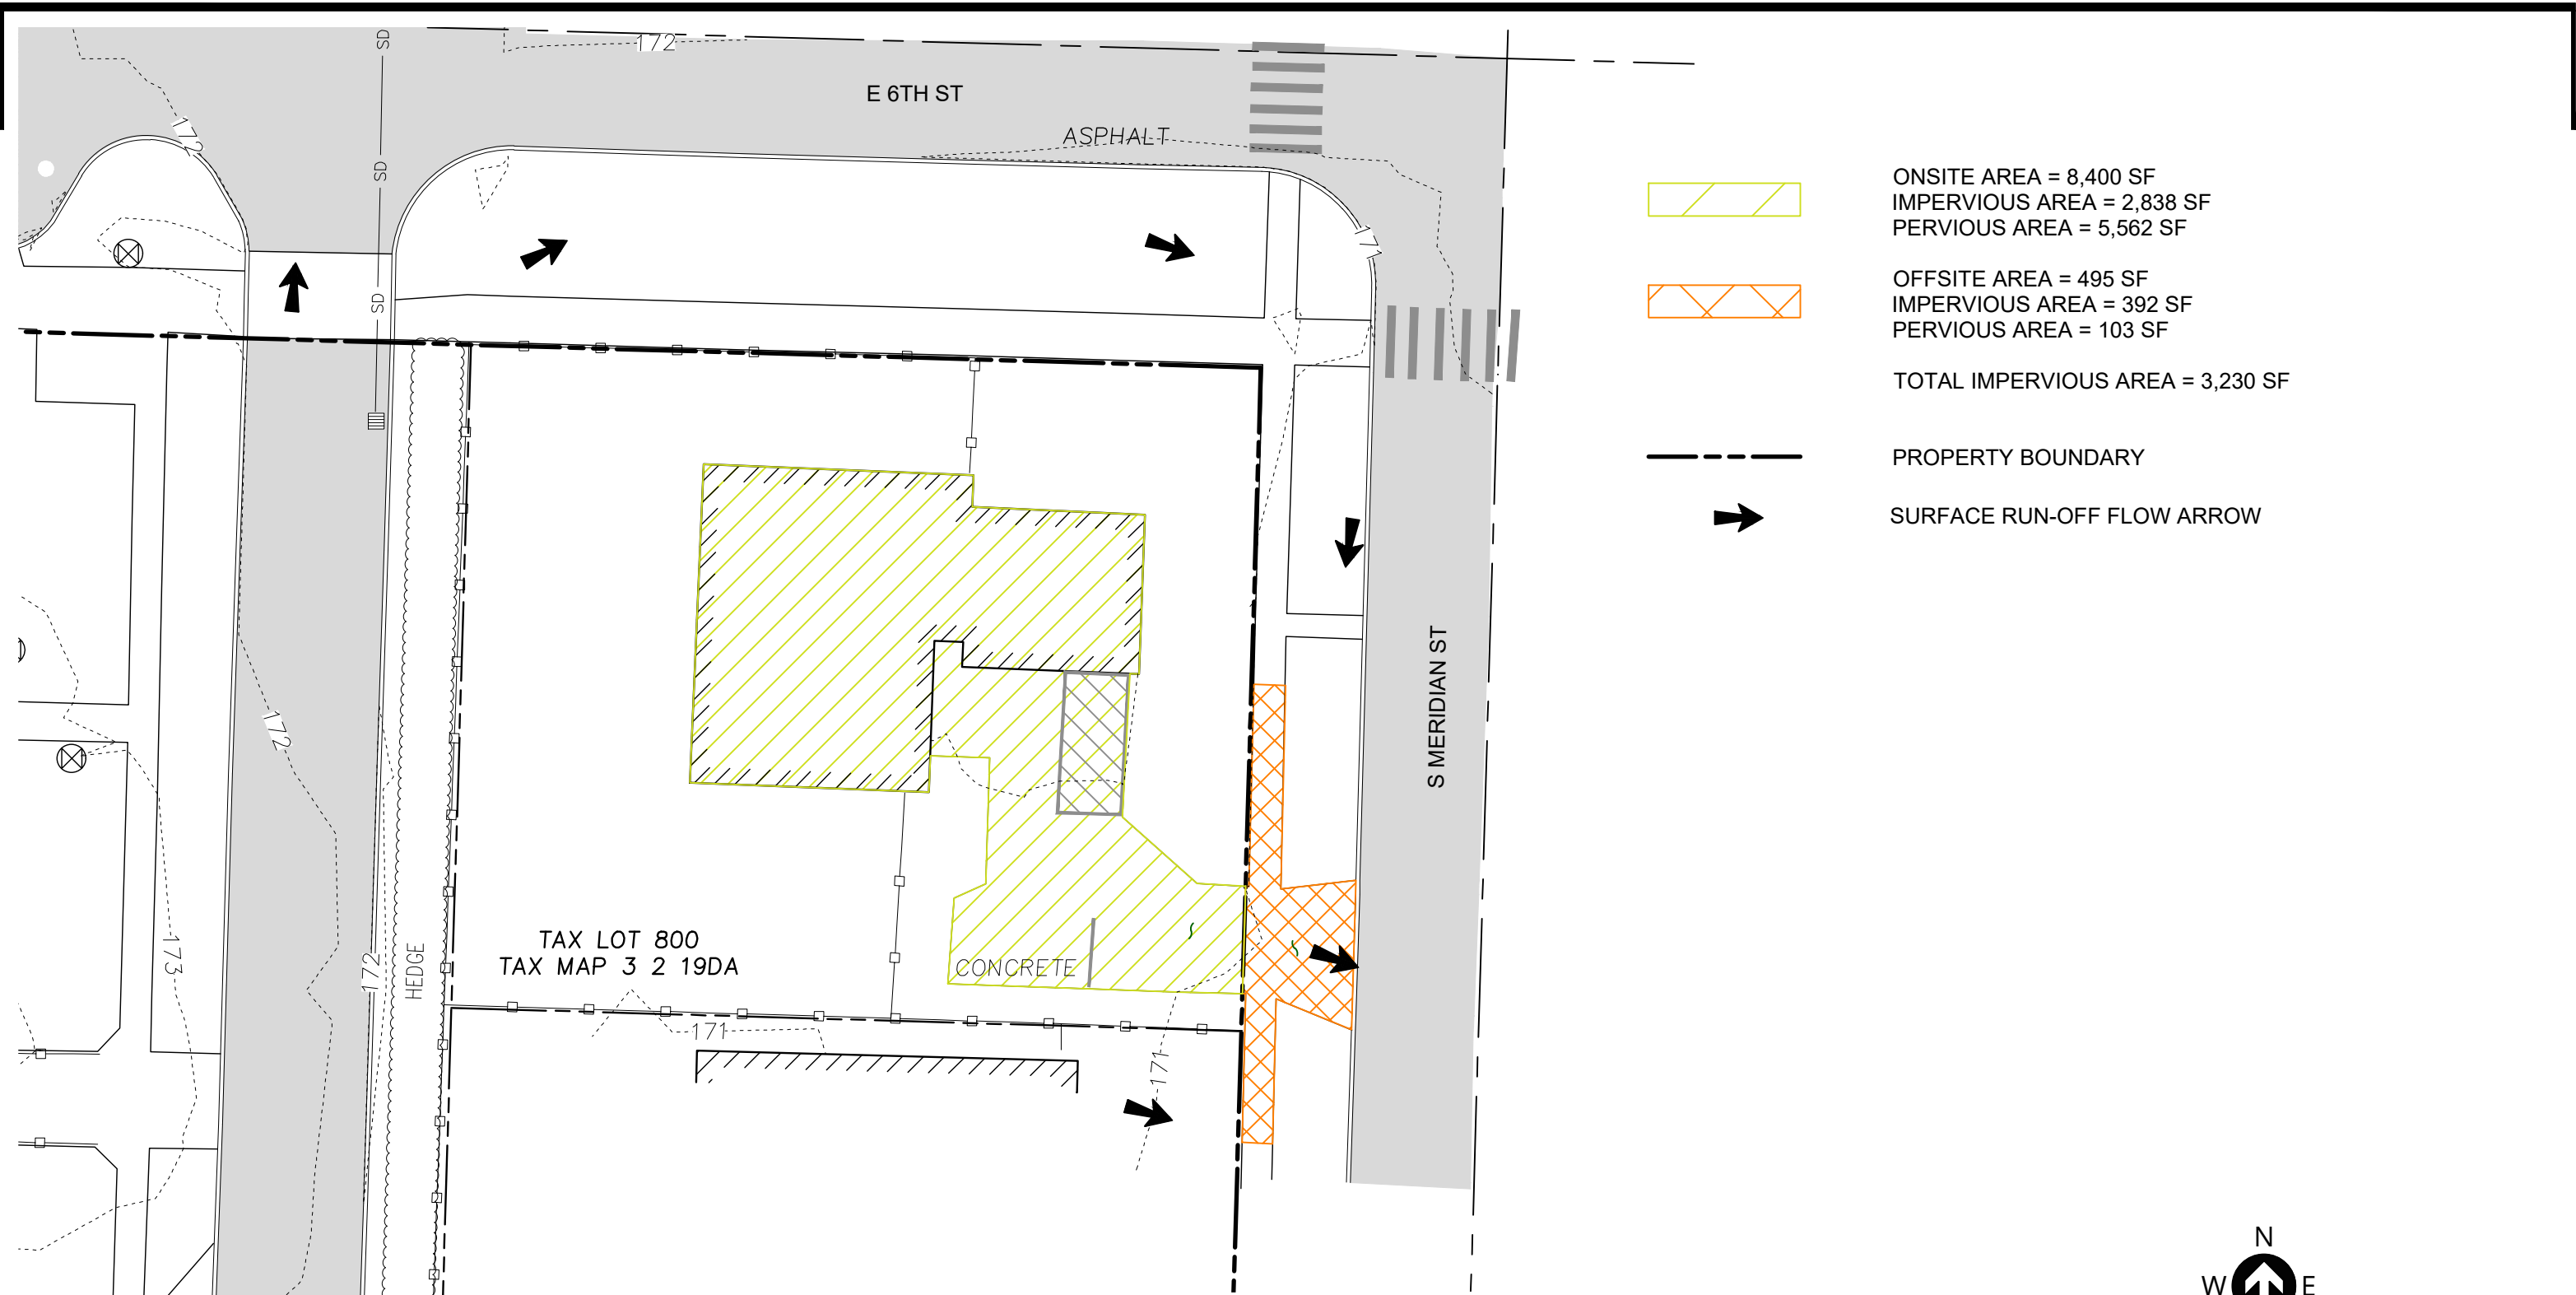 SD
172
E 6TH ST
172
ASPHALT
SD
171
SD
ONSITE AREA = 8,400 SF
IMPERVIOUS AREA = 2,838 SF
PERVIOUS AREA = 5,562 SF
OFFSITE AREA = 495 SF
IMPERVIOUS AREA = 392 SF
PERVIOUS AREA = 103 SF
TOTAL IMPERVIOUS AREA = 3,230 SF
PROPERTY BOUNDARY
SURFACE RUN-OFF FLOW ARROW
S MERIDIAN ST
172
173
172
HEDGE
TAX LOT 800
TAX MAP 3 2 19DA
CONCRETE
171
171
N
W E